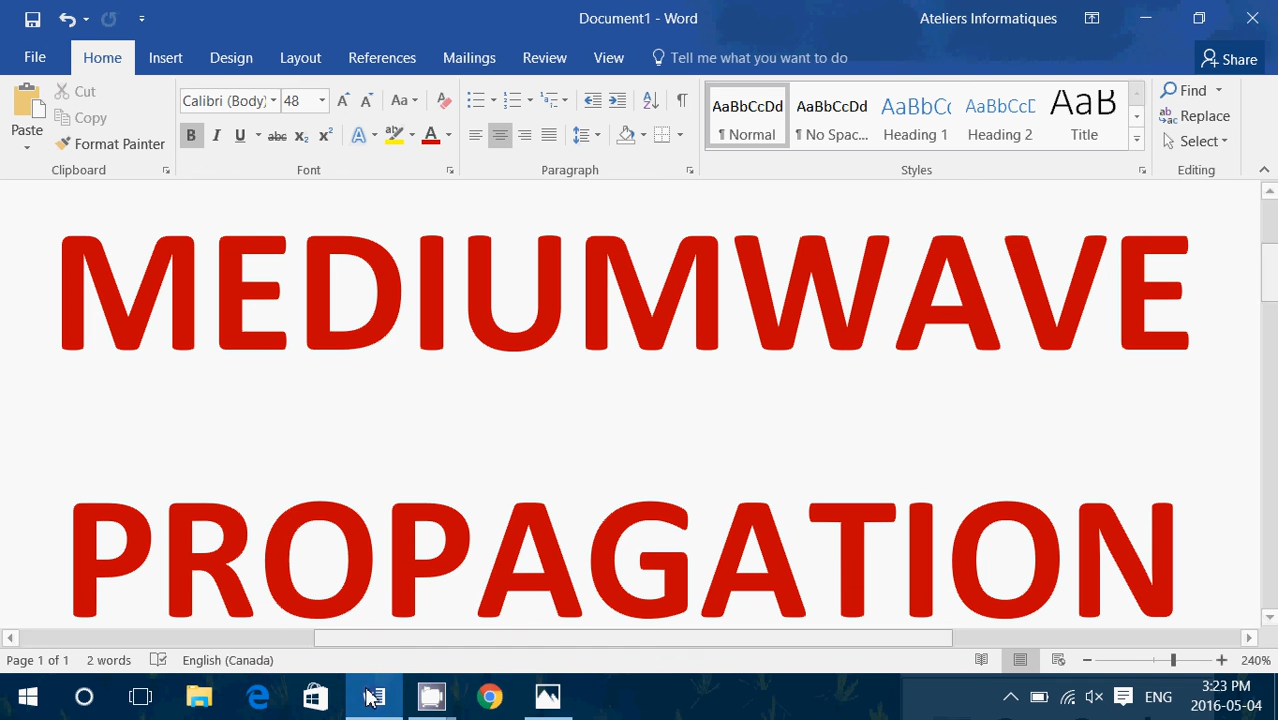 Document1 - Word
Ateliers Informatiques
File Home Insert Design Layout References Mailings Review View Tell me what you want to do Share
Paste
Cut
Copy
Format Painter
Clipboard
Calibri (Body) 48
Font
Paragraph
AaBbCcDd AaBbCcDd AaBbCc AaBbCcD AaB
¶ Normal ¶ No Spac... Heading 1 Heading 2 Title
Styles
Find
Replace
Select
Editing
MEDIUMWAVE
PROPAGATION
Page 1 of 1 2 words English (Canada) 240%
ENG 3:23 PM
2016-05-04